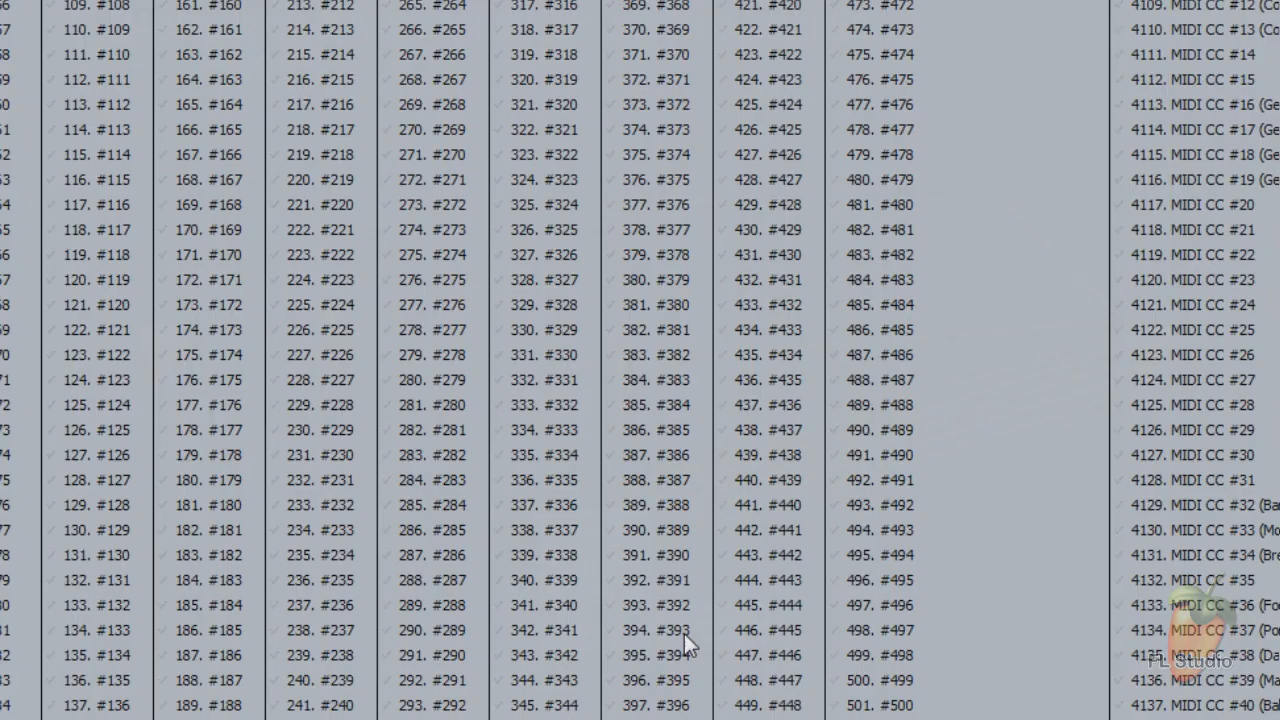 109. #108 161. #160 213. #212 265. #264 317. #316 369. #368 421. #420 473. #472 4109. MIDI CC #12 (Co
57 110. #109 162. #161 214. #213 266. #265 318. #317 370. #369 422. #421 474. #473 4110. MIDI CC #13 (Co
58 111. #110 163. #162 215. #214 267. #266 319. #318 371. #370 423. #422 475. #474 4111. MIDI CC #14
59 112. #111 164. #163 216. #215 268. #267 320. #319 372. #371 424. #423 476. #475 4112. MIDI CC #15
60 113. #112 165. #164 217. #216 269. #268 321. #320 373. #372 425. #424 477. #476 4113. MIDI CC #16 (Ge
114. #113 166. #165 218. #217 270. #269 322. #321 374. #373 426. #425 478. #477 4114. MIDI CC #17 (Ge
115. #114 167. #166 219. #218 271. #270 323. #322 375. #374 427. #426 479. #478 4115. MIDI CC #18 (Ge
116. #115 168. #167 220. #219 272. #271 324. #323 376. #375 428. #427 480. #479 4116. MIDI CC #19 (Ge
117. #116 169. #168 221. #220 273. #272 325. #324 377. #376 429. #428 481. #480 4117. MIDI CC #20
118. #117 170. #169 222. #221 274. #273 326. #325 378. #377 430. #429 482. #481 4118. MIDI CC #21
119. #118 171. #170 223. #222 275. #274 327. #326 379. #378 431. #430 483. #482 4119. MIDI CC #22
120. #119 172. #171 224. #223 276. #275 328. #327 380. #379 432. #431 484. #483 4120. MIDI CC #23
121. #120 173. #172 225. #224 277. #276 329. #328 381. #380 433. #432 485. #484 4121. MIDI CC #24
122. #121 174. #173 226. #225 278. #277 330. #329 382. #381 434. #433 486. #485 4122. MIDI CC #25
123. #122 175. #174 227. #226 279. #278 331. #330 383. #382 435. #434 487. #486 4123. MIDI CC #26
124. #123 176. #175 228. #227 280. #279 332. #331 384. #383 436. #435 488. #487 4124. MIDI CC #27
125. #124 177. #176 229. #228 281. #280 333. #332 385. #384 437. #436 489. #488 4125. MIDI CC #28
126. #125 178. #177 230. #229 282. #281 334. #333 386. #385 438. #437 490. #489 4126. MIDI CC #29
127. #126 179. #178 231. #230 283. #282 335. #334 387. #386 439. #438 491. #490 4127. MIDI CC #30
128. #127 180. #179 232. #231 284. #283 336. #335 388. #387 440. #439 492. #491 4128. MIDI CC #31
129. #128 181. #180 233. #232 285. #284 337. #336 389. #388 441. #440 493. #492 4129. MIDI CC #32 (Ba
130. #129 182. #181 234. #233 286. #285 338. #337 390. #389 442. #441 494. #493 4130. MIDI CC #33 (Mo
131. #130 183. #182 235. #234 287. #286 339. #338 391. #390 443. #442 495. #494 4131. MIDI CC #34 (Bre
132. #131 184. #183 236. #235 288. #287 340. #339 392. #391 444. #443 496. #495 4132. MIDI CC #35
133. #132 185. #184 237. #236 289. #288 341. #340 393. #392 445. #444 497. #496 4133. MIDI CC #36 (Fo
134. #133 186. #185 238. #237 290. #289 342. #341 394. #393 446. #445 498. #497 4134. MIDI CC #37 (Po
135. #134 187. #186 239. #238 291. #290 343. #342 395. #394 447. #446 499. #498 4135. MIDI CC #38 (Da
FL Studio
136. #135 188. #187 240. #239 292. #291 344. #343 396. #395 448. #447 500. #499 4136. MIDI CC #39 (Ma
137. #136 189. #188 241. #240 293. #292 345. #344 397. #396 449. #448 501. #500 4137. MIDI CC #40 (Bal